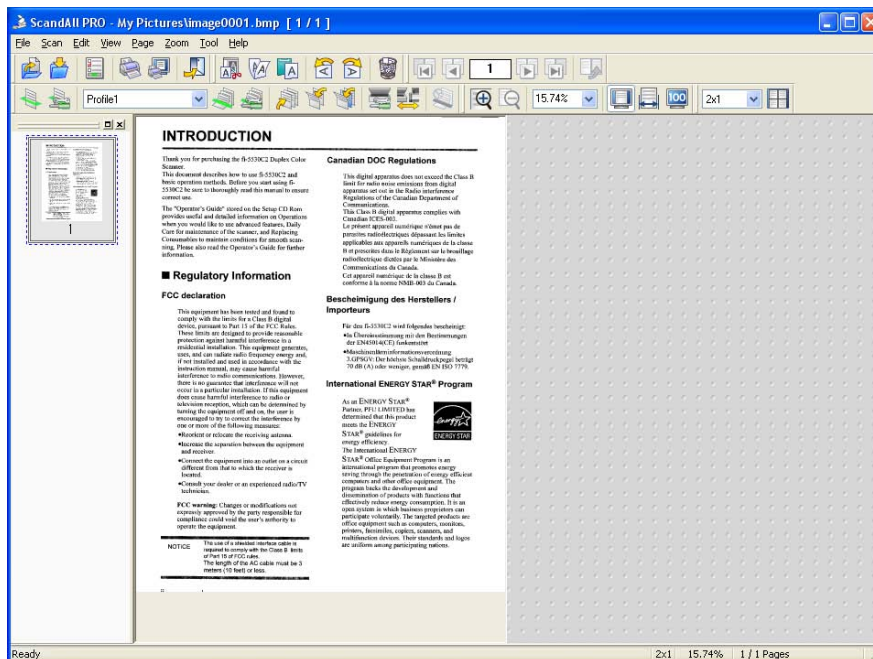 ScandAll PRO - My Pictures\image0001.bmp [ 1 / 1 ]
File Scan Edit View Page Zoom Tool Help
1
Profile1
15.74%
100
2x1
1
INTRODUCTION
Thank you for purchasing the fi-5530C2 Duplex Color
Scanner.
This document describes how to use fi-5530C2 and
basic operation methods. Before you start using fi-
5530C2 be sure to thoroughly read this manual to ensure
correct use.
The "Operator's Guide" stored on the Setup CD Rom
provides useful and detailed information on Operations
when you would like to use advanced features, Daily
Care for maintenance of the scanner, and Replacing
Consumables to maintain conditions for smooth scan-
ning. Please also read the Operator's Guide for further
information.
■ Regulatory Information
FCC declaration
This equipment has been tested and found to
comply with the limits for a Class B digital
device, pursuant to Part 15 of the FCC Rules.
These limits are designed to provide reasonable
protection against harmful interference in a
residential installation. This equipment generates,
uses, and can radiate radio frequency energy and,
if not installed and used in accordance with the
instruction manual, may cause harmful
interference to radio communications. However,
there is no guarantee that interference will not
occur in a particular installation. If this equipment
does cause harmful interference to radio or
television reception, which can be determined by
turning the equipment off and on, the user is
encouraged to try to correct the interference by
one or more of the following measures:
•Reorient or relocate the receiving antenna.
•Increase the separation between the equipment
and receiver.
•Connect the equipment into an outlet on a circuit
different from that to which the receiver is
located.
•Consult your dealer or an experienced radio/TV
technician.
FCC warning: Changes or modifications not
expressly approved by the party responsible for
compliance could void the user's authority to
operate the equipment.
NOTICE
The use of a shielded interface cable is
required to comply with the Class B limits
of Part 15 of FCC rules.
The length of the AC cable must be 3
meters (10 feet) or less.
Canadian DOC Regulations
This digital apparatus does not exceed the Class B
limit for radio noise emissions from digital
apparatus set out in the Radio interference
Regulations of the Canadian Department of
Communications.
This Class B digital apparatus complies with
Canadian ICES-003.
Le présent appareil numérique n'émet pas de
parasites radioélectriques dépassant les limites
applicables aux appareils numériques de la classe
B et prescrites dans le Règlement sur le brouillage
radioélectrique dictées par le Ministère des
Communications du Canada.
Cet appareil numérique de la classe B est
conforme à la norme NMB-003 du Canada.
Bescheimigung des Herstellers /
Importeurs
Für den fi-5530C2 wird folgendes bescheinigt:
•In Übereinstimmung mit den Bestimmungen
der EN45014(CE) funkentstört
•Maschinenlärminformationsverordnung
3.GPSGV: Der höchste Schalldruckpegel beträgt
70 dB (A) oder weniger, gemäß EN ISO 7779.
International ENERGY STAR® Program
As an ENERGY STAR®
Partner, PFU LIMITED has
determined that this product
meets the ENERGY
STAR® guidelines for
energy efficiency.
energy
ENERGY STAR
The International ENERGY
STAR® Office Equipment Program is an
international program that promotes energy
saving through the penetration of energy efficient
computers and other office equipment. The
program backs the development and
dissemination of products with functions that
effectively reduce energy consumption. It is an
open system in which business proprietors can
participate voluntarily. The targeted products are
office equipment such as computers, monitors,
printers, facsimiles, copiers, scanners, and
multifunction devices. Their standards and logos
are uniform among participating nations.
Ready
2x1 15.74% 1 / 1 Pages